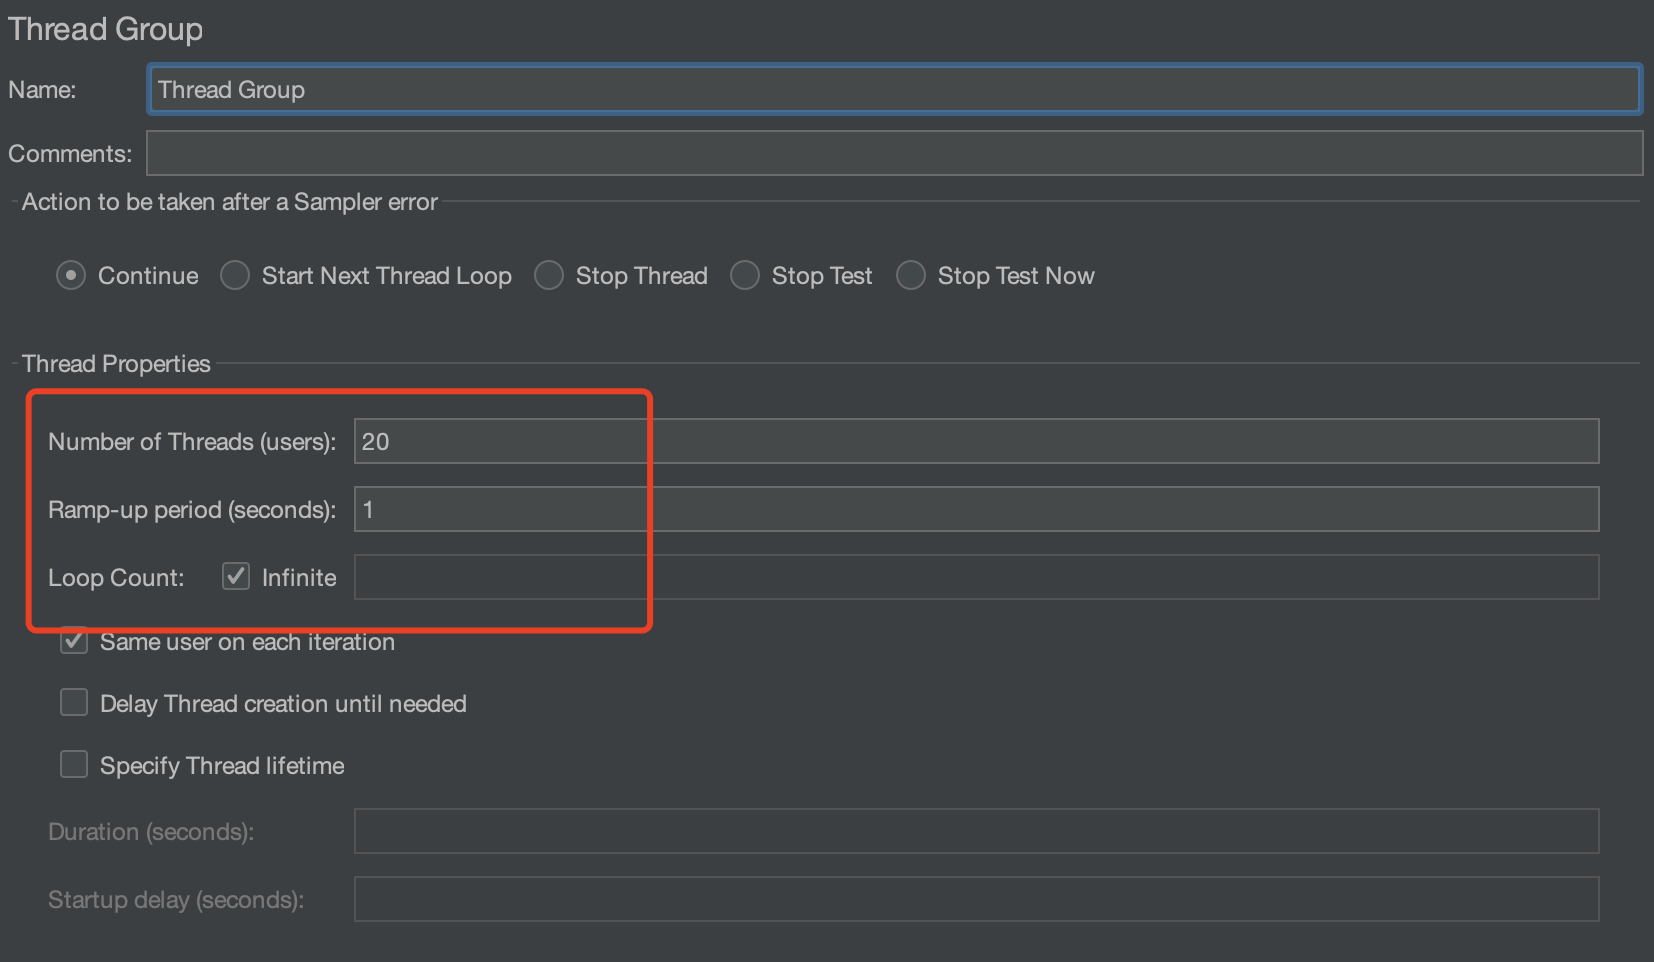 Thread Group
Name: Thread Group
Comments:
Action to be taken after a Sampler error
Continue Start Next Thread Loop Stop Thread Stop Test Stop Test Now
Thread Properties
Number of Threads (users): 20
Ramp-up period (seconds): 1
Loop Count: Infinite
Same user on each iteration
Delay Thread creation until needed
Specify Thread lifetime
Duration (seconds):
Startup delay (seconds):